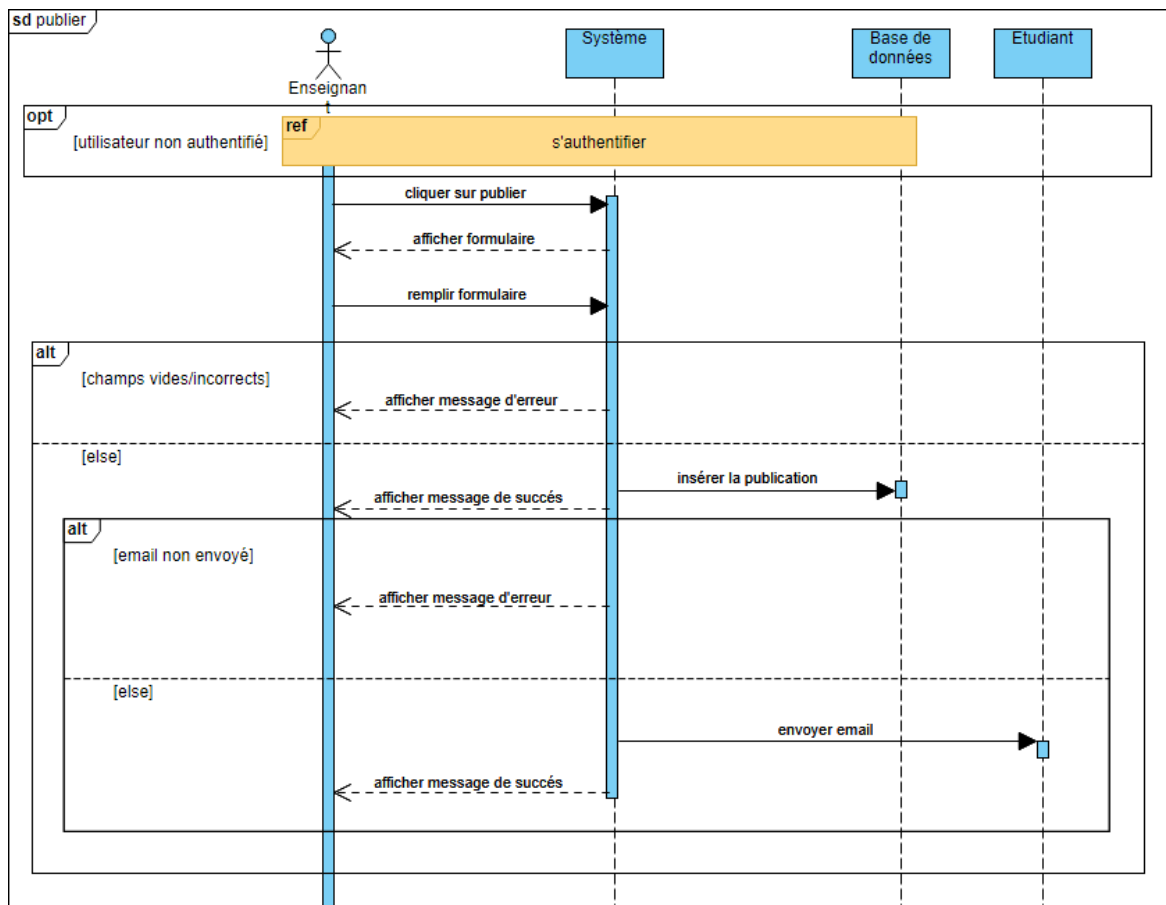 sd publier
Système
Base de
données
Etudiant
Enseignan
t
opt
[utilisateur non authentifié]
ref
s'authentifier
cliquer sur publier
afficher formulaire
remplir formulaire
alt
[champs vides/incorrects]
afficher message d'erreur
[else]
insérer la publication
afficher message de succés
alt
[email non envoyé]
afficher message d'erreur
[else]
envoyer email
afficher message de succés